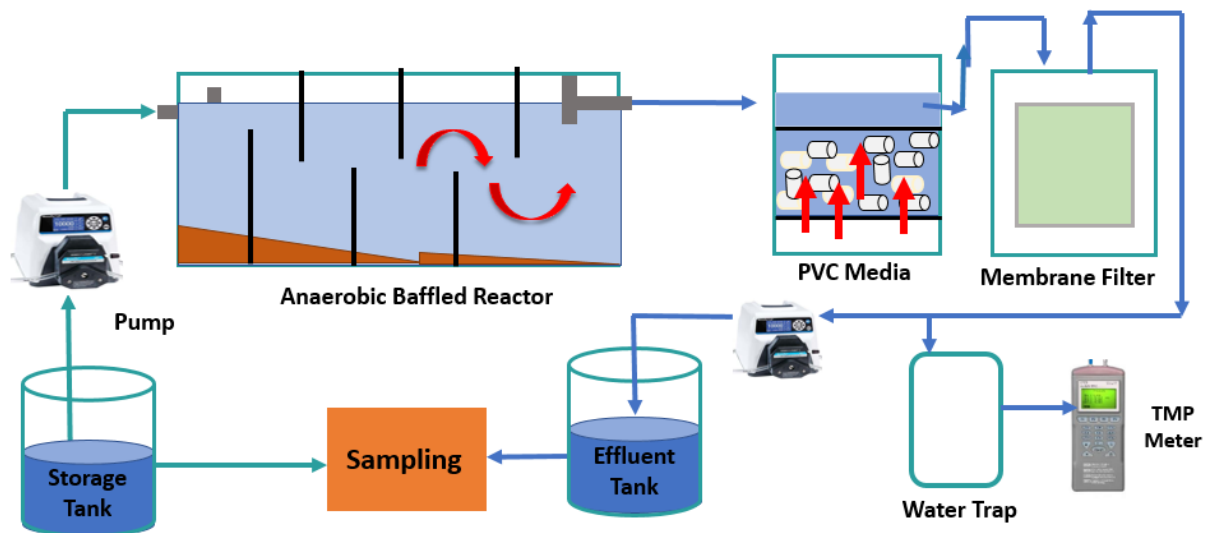 Anaerobic Baffled Reactor
PVC Media
Membrane Filter
Pump
Storage
Tank
Sampling
Effluent
Tank
Water Trap
TMP
Meter